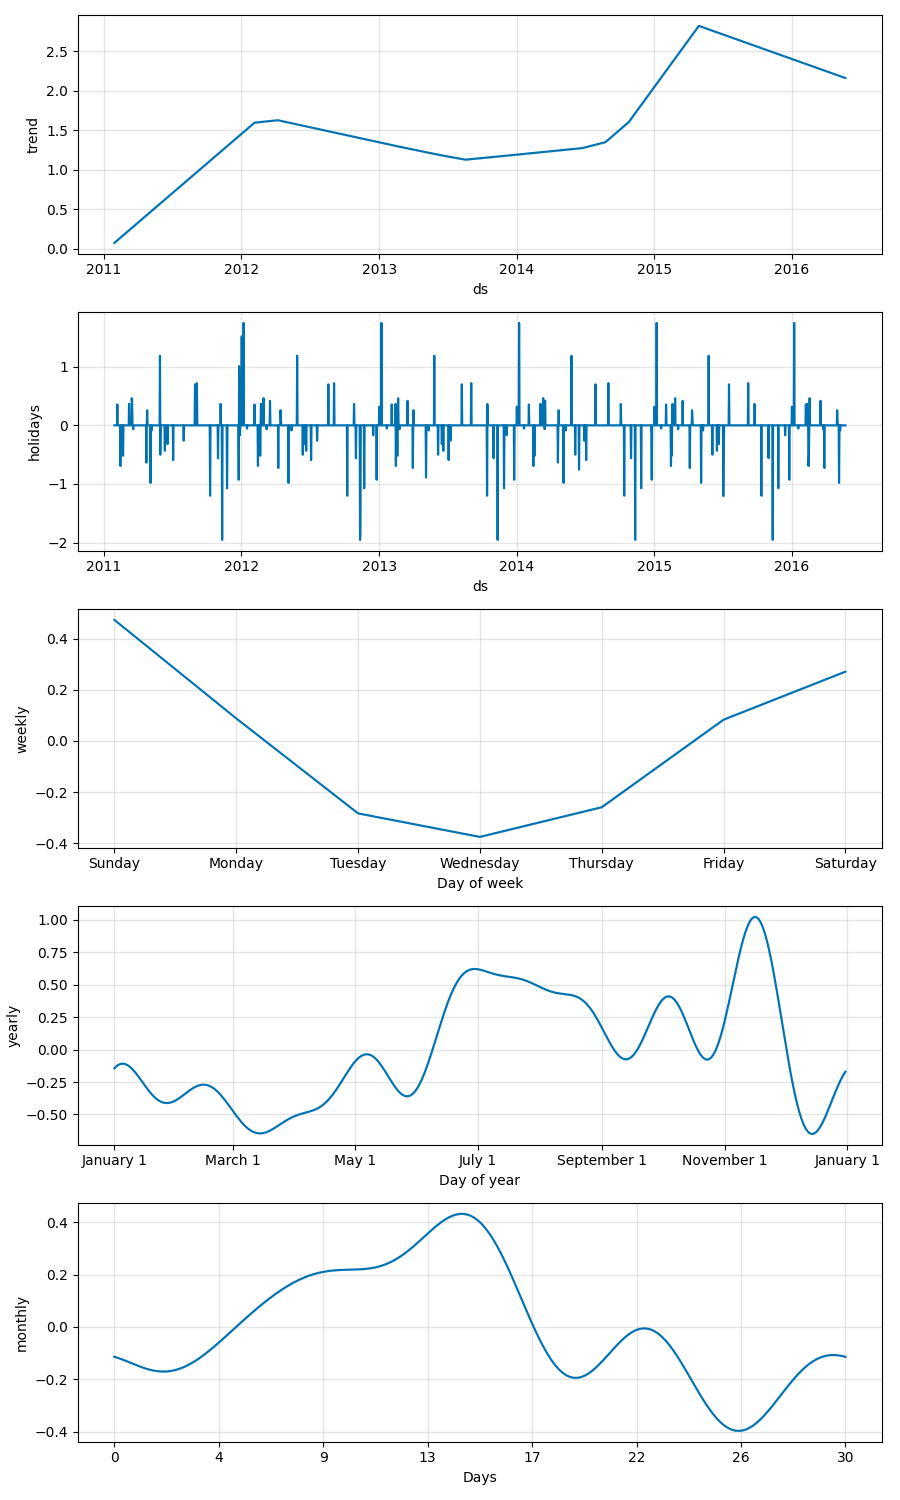 trend
2.5
2.0
1.5
1.0
0.5
0.0
2011 2012 2013 2014 2015 2016
ds
holidays
1
0
−1
−2
2011 2012 2013 2014 2015 2016
ds
weekly
0.4
0.2
0.0
−0.2
−0.4
Sunday Monday Tuesday Wednesday Thursday Friday Saturday
Day of week
yearly
1.00
0.75
0.50
0.25
0.00
−0.25
−0.50
January 1 March 1 May 1 July 1 September 1 November 1 January 1
Day of year
monthly
0.4
0.2
0.0
−0.2
−0.4
0 4 9 13 17 22 26 30
Days